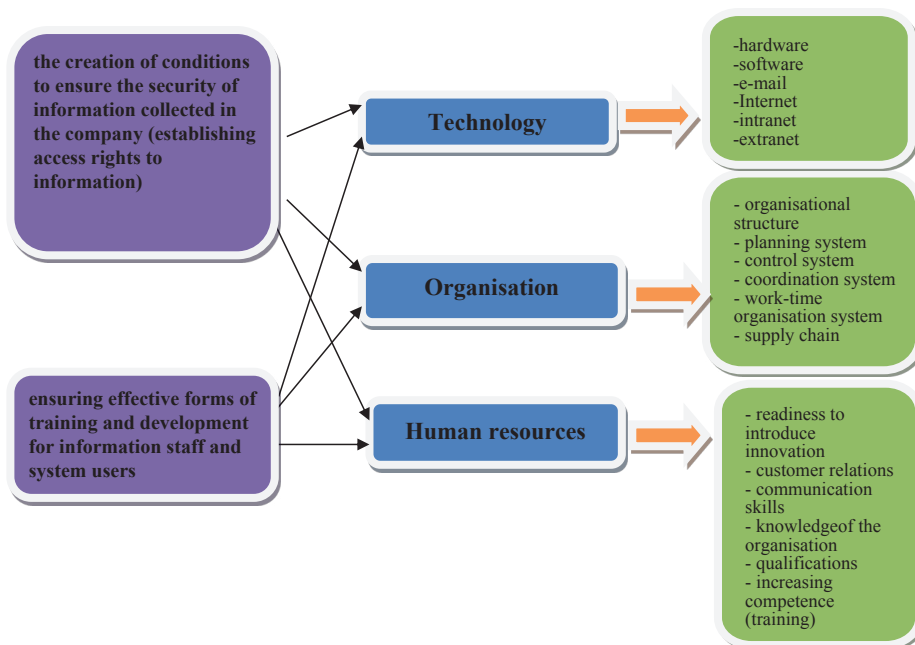 the creation of conditions
to ensure the security of
information collected in
the company (establishing
access rights to
information)
ensuring effective forms of
training and development
for information staff and
system users
Technology
Organisation
Human resources
-hardware
-software
-e-mail
-Internet
-intranet
-extranet
- organisational
structure
- planning system
- control system
- coordination system
- work-time
organisation system
- supply chain
- readiness to
introduce
innovation
- customer relations
- communication
skills
- knowledgeof the
organisation
- qualifications
- increasing
competence
(training)